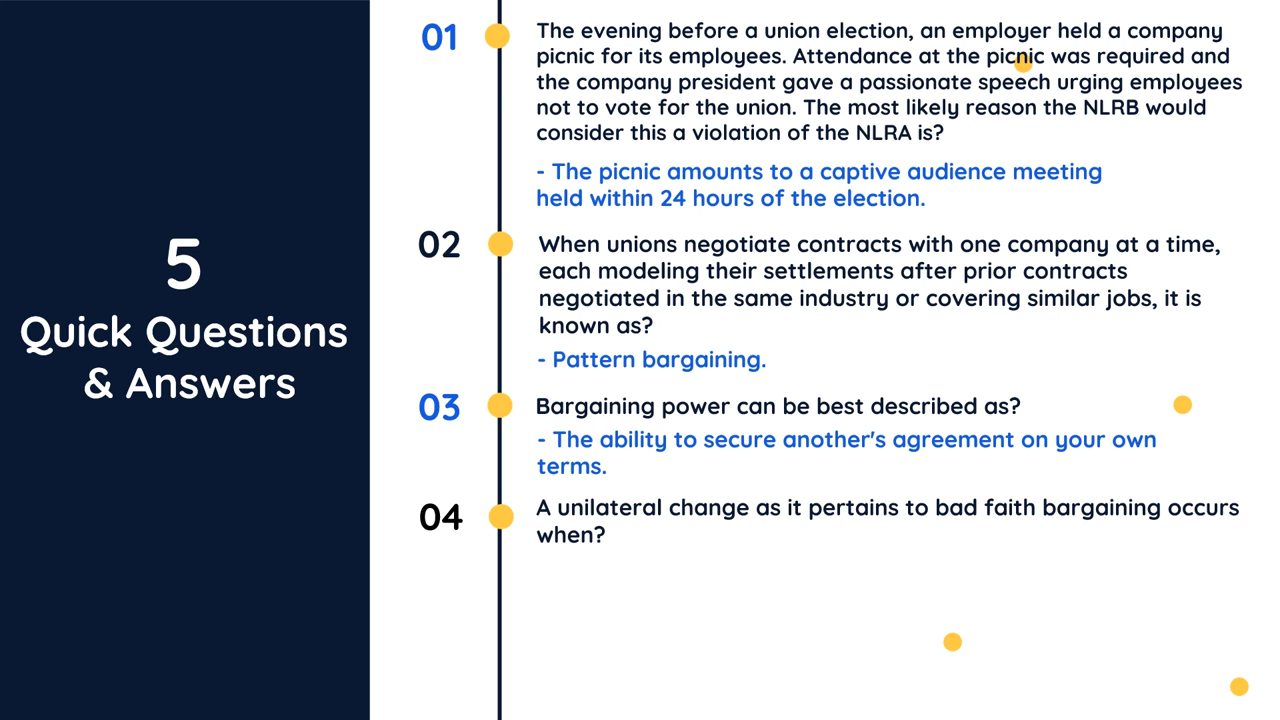 5
Quick Questions
& Answers
01
The evening before a union election, an employer held a company
picnic for its employees. Attendance at the picnic was required and
the company president gave a passionate speech urging employees
not to vote for the union. The most likely reason the NLRB would
consider this a violation of the NLRA is?
- The picnic amounts to a captive audience meeting
held within 24 hours of the election.
02
When unions negotiate contracts with one company at a time,
each modeling their settlements after prior contracts
negotiated in the same industry or covering similar jobs, it is
known as?
- Pattern bargaining.
03
Bargaining power can be best described as?
- The ability to secure another's agreement on your own
terms.
04
A unilateral change as it pertains to bad faith bargaining occurs
when?